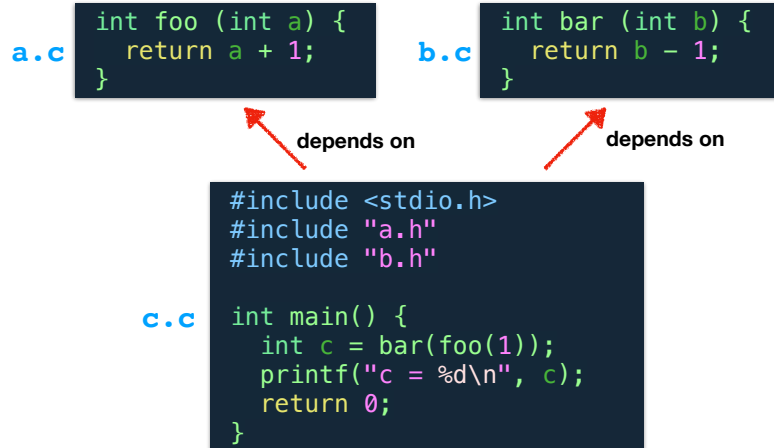 a.c
int foo (int a) {
  return a + 1;
}
b.c
int bar (int b) {
  return b – 1;
}
depends on
depends on
c.c
#include <stdio.h>
#include "a.h"
#include "b.h"

int main() {
  int c = bar(foo(1));
  printf("c = %d\n", c);
  return 0;
}